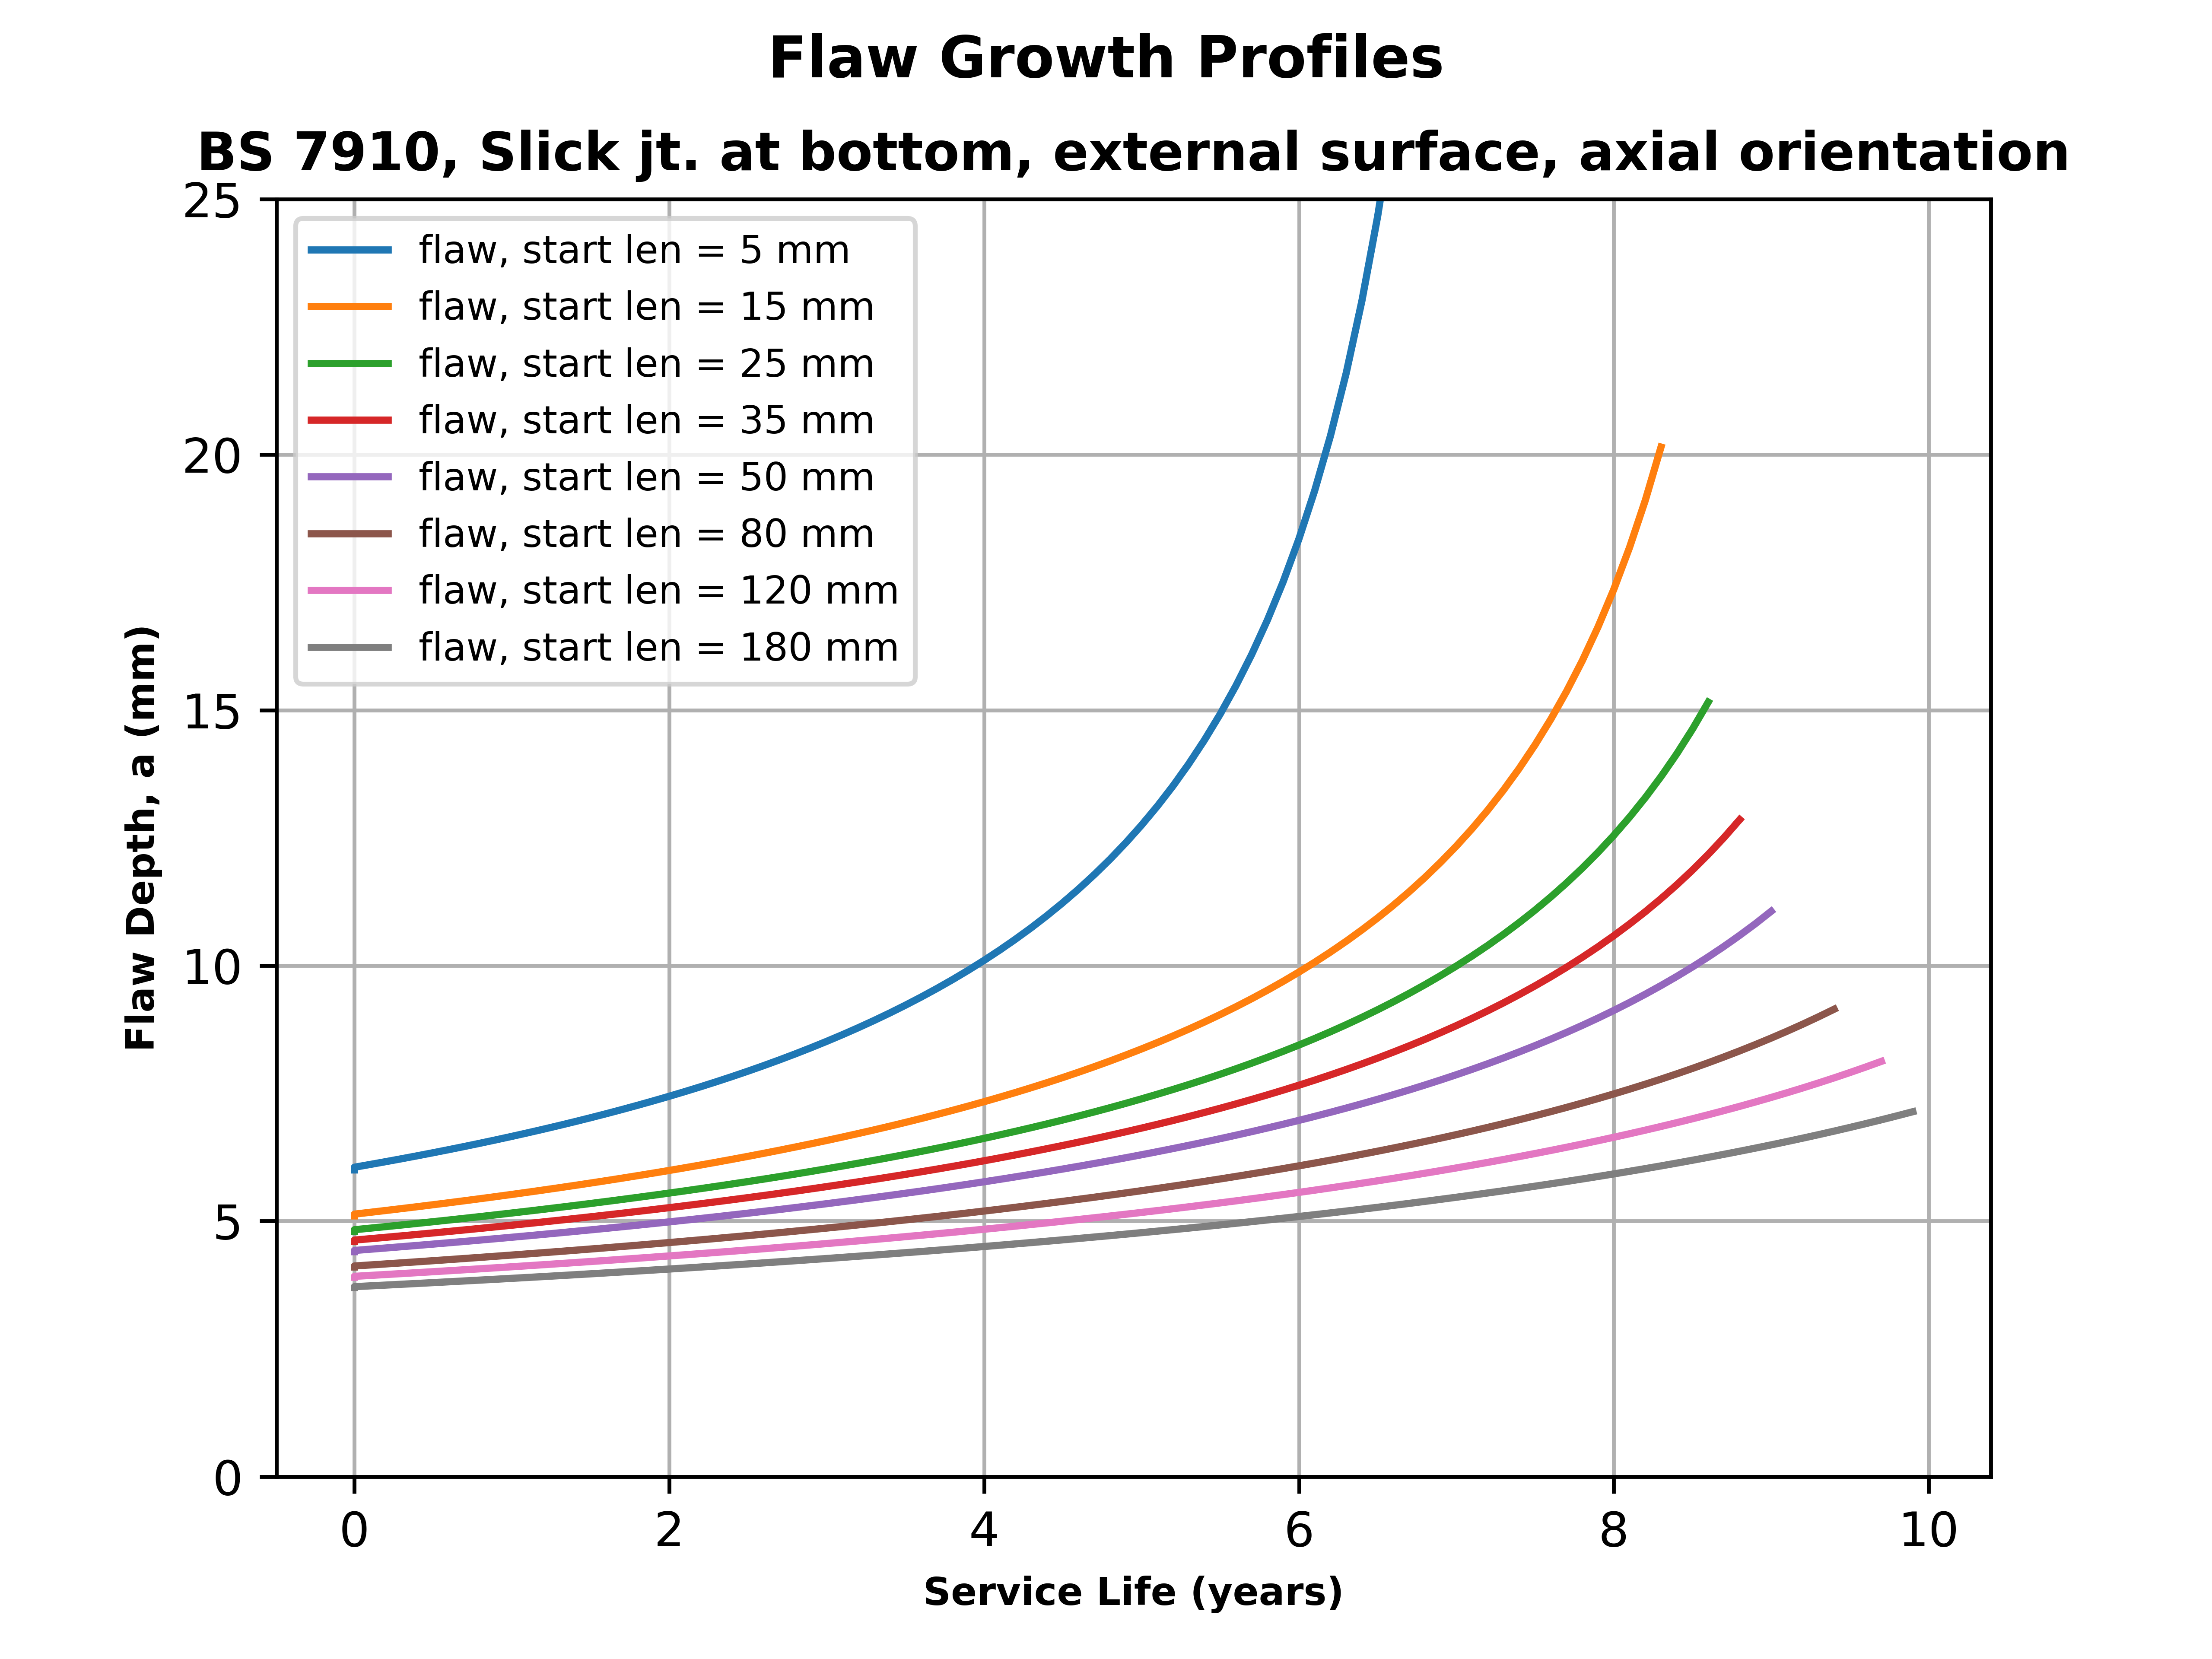 Flaw Growth Profiles
BS 7910, Slick jt. at bottom, external surface, axial orientation
25
20
15
10
5
0
Flaw Depth, a (mm)
flaw, start len = 5 mm
flaw, start len = 15 mm
flaw, start len = 25 mm
flaw, start len = 35 mm
flaw, start len = 50 mm
flaw, start len = 80 mm
flaw, start len = 120 mm
flaw, start len = 180 mm
0 2 4 6 8 10
Service Life (years)